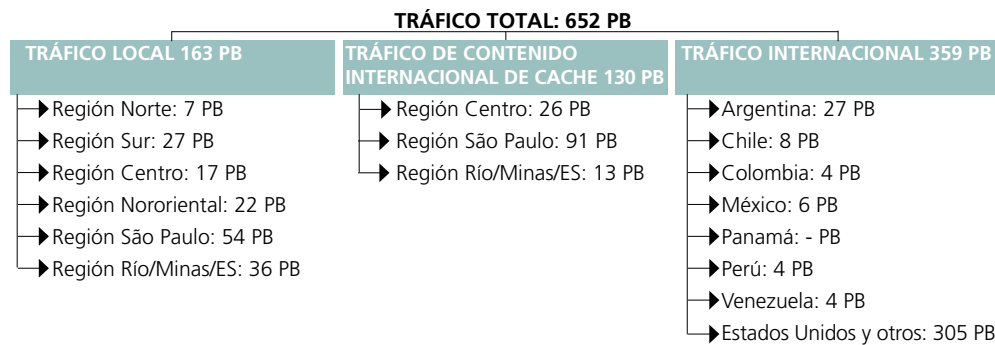 TRÁFICO TOTAL: 652 PB
TRÁFICO LOCAL 163 PB
Región Norte: 7 PB
Región Sur: 27 PB
Región Centro: 17 PB
Región Nororiental: 22 PB
Región São Paulo: 54 PB
Región Río/Minas/ES: 36 PB
TRÁFICO DE CONTENIDO
INTERNACIONAL DE CACHE 130 PB
Región Centro: 26 PB
Región São Paulo: 91 PB
Región Río/Minas/ES: 13 PB
TRÁFICO INTERNACIONAL 359 PB
Argentina: 27 PB
Chile: 8 PB
Colombia: 4 PB
México: 6 PB
Panamá: - PB
Perú: 4 PB
Venezuela: 4 PB
Estados Unidos y otros: 305 PB